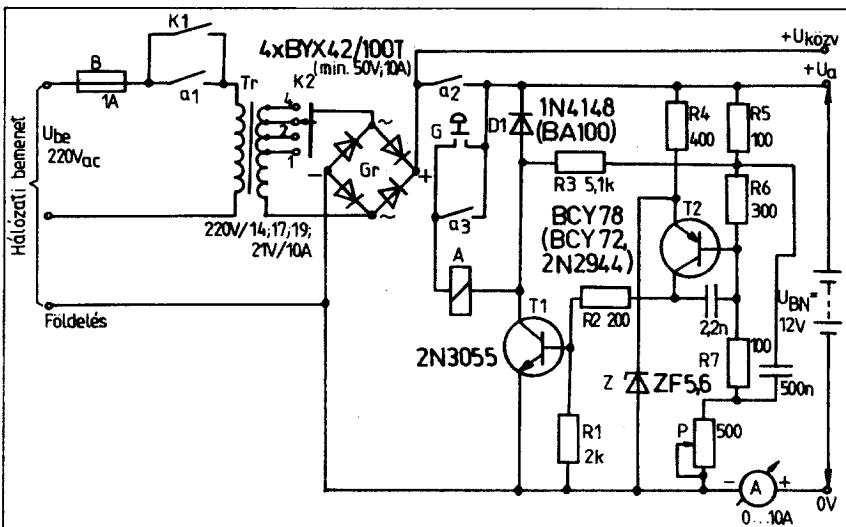 K1
4xBYX42/100T
(min. 50V; 10A)
+Uközv
+Ua
B
1A
a1
Tr
K2
4
2
1
a2
~
G
D1
1N4148
(BA100)
R4
400
R5
100
Ube
220Vac
Hálózati bemenet
-
Gr
+
~
R3 5,1k
R6
300
a3
BCY78
(BCY 72,
2N2944)
T2
220V/14;17;19;
21V/10A
A
T1
UBN=
12V
Földelés
R2 200
2,2n
R7
100
500n
2N3055
Z
ZF5,6
R1
2k
P
500
-
A
+
0V
0...10A